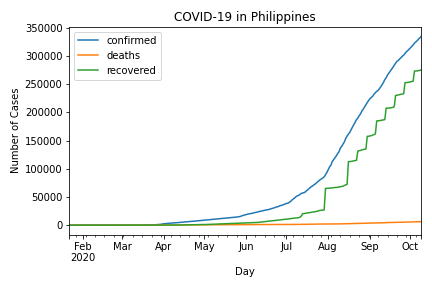 COVID-19 in Philippines
350000
300000
250000
200000
150000
100000
50000
0
Number of Cases
confirmed
deaths
recovered
Feb Mar Apr May Jun Jul Aug Sep Oct
2020
Day